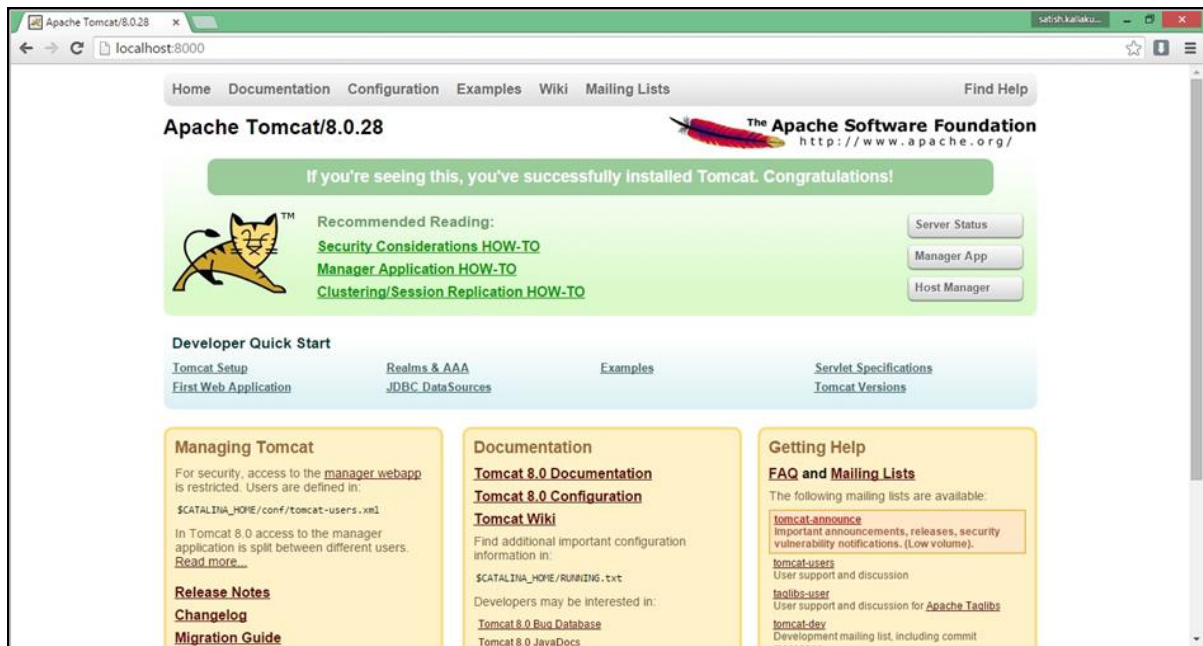 Apache Tomcat/8.0.28
satish.kallaku...
localhost:8000
Home Documentation Configuration Examples Wiki Mailing Lists Find Help
Apache Tomcat/8.0.28
The Apache Software Foundation
http://www.apache.org/
If you're seeing this, you've successfully installed Tomcat. Congratulations!
TM
Recommended Reading:
Security Considerations HOW-TO
Manager Application HOW-TO
Clustering/Session Replication HOW-TO
Server Status
Manager App
Host Manager
Developer Quick Start
Tomcat Setup
First Web Application
Realms & AAA
JDBC DataSources
Examples
Servlet Specifications
Tomcat Versions
Managing Tomcat
For security, access to the manager webapp
is restricted. Users are defined in:
$CATALINA_HOME/conf/tomcat-users.xml
In Tomcat 8.0 access to the manager
application is split between different users.
Read more...
Release Notes
Changelog
Migration Guide
Documentation
Tomcat 8.0 Documentation
Tomcat 8.0 Configuration
Tomcat Wiki
Find additional important configuration
information in:
$CATALINA_HOME/RUNNING.txt
Developers may be interested in:
Tomcat 8.0 Bug Database
Tomcat 8.0 JavaDocs
Getting Help
FAQ and Mailing Lists
The following mailing lists are available:
tomcat-announce
Important announcements, releases, security
vulnerability notifications. (Low volume).
tomcat-users
User support and discussion
taglibs-user
User support and discussion for Apache Taglibs
tomcat-dev
Development mailing list, including commit